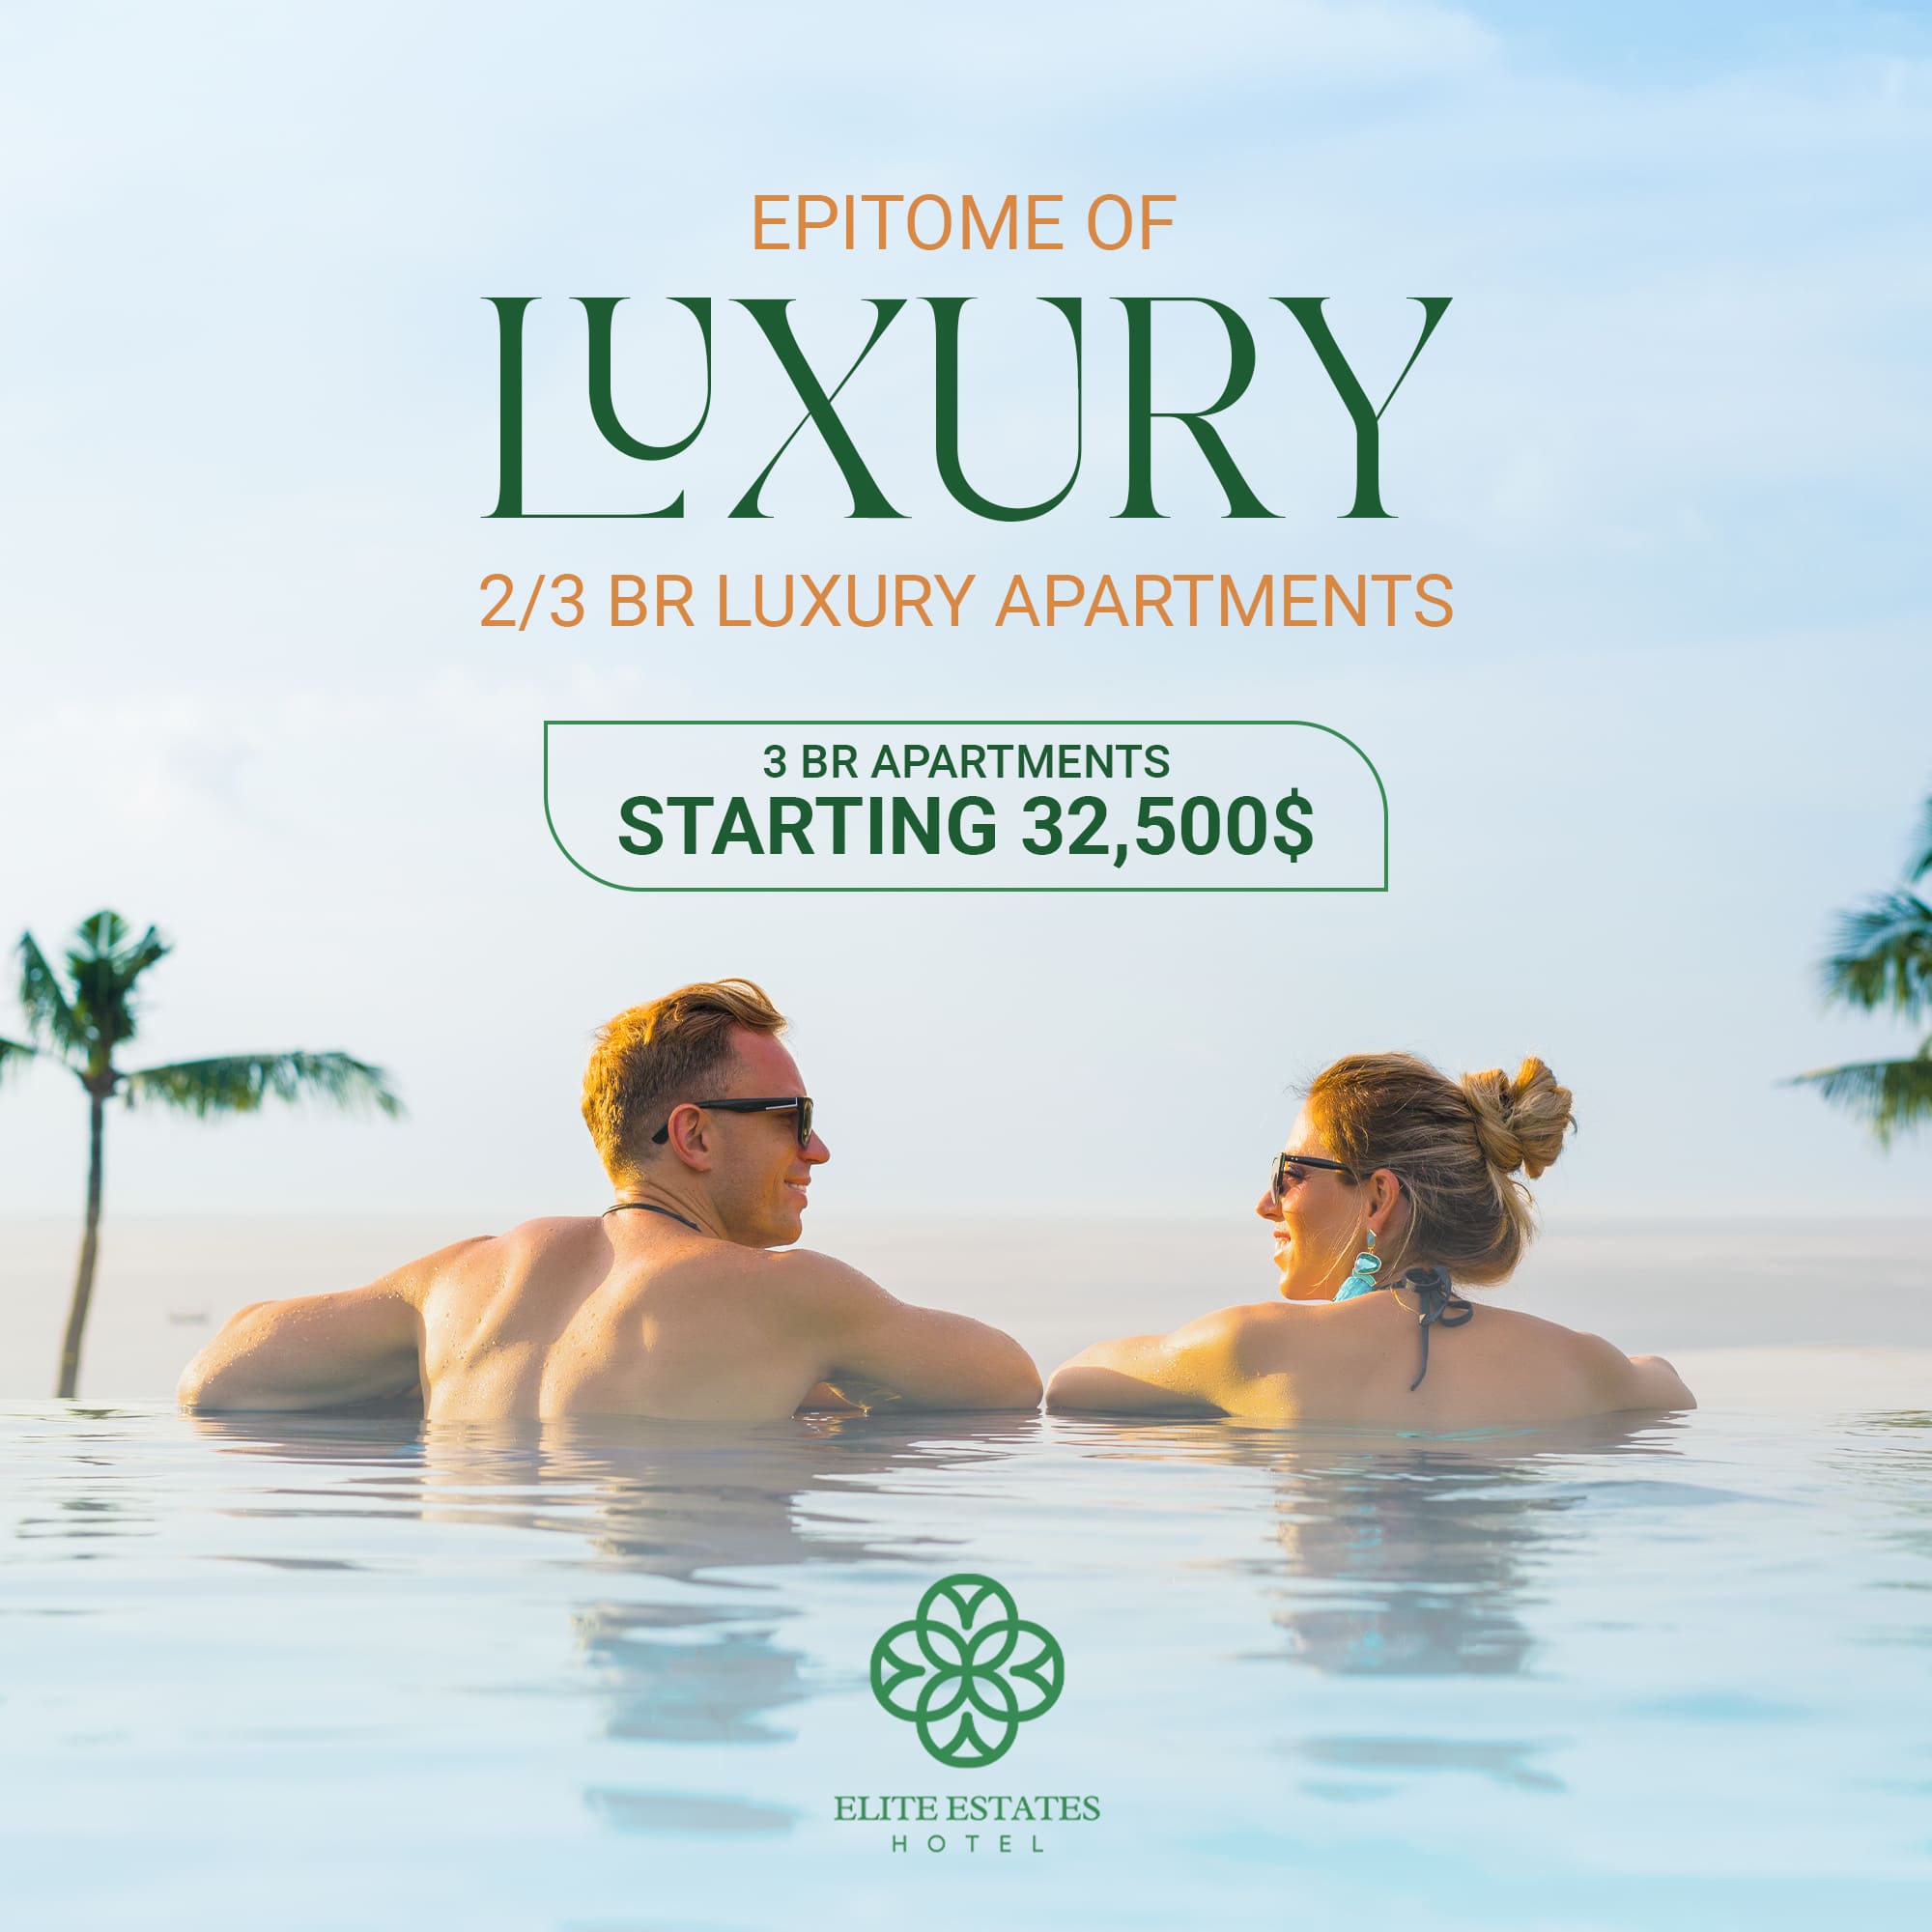 EPITOME OF
LUXURY
2/3 BR LUXURY APARTMENTS
3 BR APARTMENTS
STARTING 32,500$
ELITE ESTATES
HOTEL